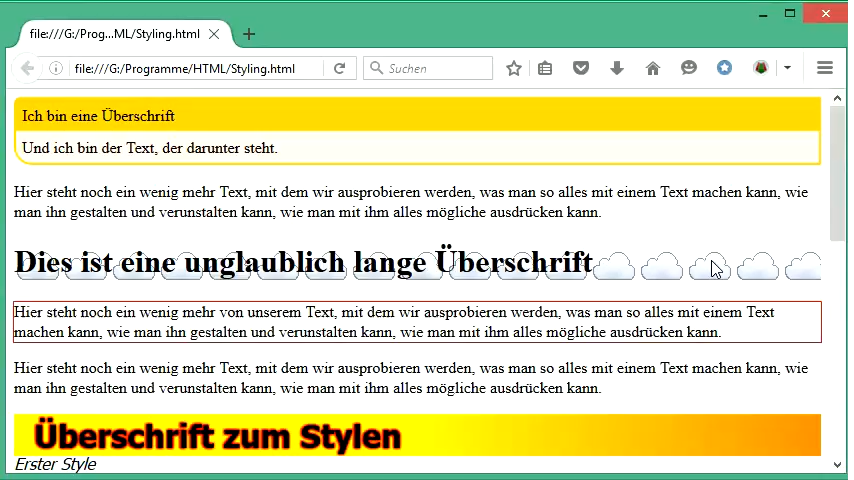 file:///G:/Prog...ML/Styling.html
file:///G:/Programme/HTML/Styling.html
Suchen
Ich bin eine Überschrift
Und ich bin der Text, der darunter steht.
Hier steht noch ein wenig mehr Text, mit dem wir ausprobieren werden, was man so alles mit einem Text machen kann, wie
man ihn gestalten und verunstalten kann, wie man mit ihm alles mögliche ausdrücken kann.
Dies ist eine unglaublich lange Überschrift
Hier steht noch ein wenig mehr von unserem Text, mit dem wir ausprobieren werden, was man so alles mit einem Text
machen kann, wie man ihn gestalten und verunstalten kann, wie man mit ihm alles mögliche ausdrücken kann.
Hier steht noch ein wenig mehr Text, mit dem wir ausprobieren werden, was man so alles mit einem Text machen kann, wie
man ihn gestalten und verunstalten kann, wie man mit ihm alles mögliche ausdrücken kann.
Überschrift zum Stylen
Erster Style